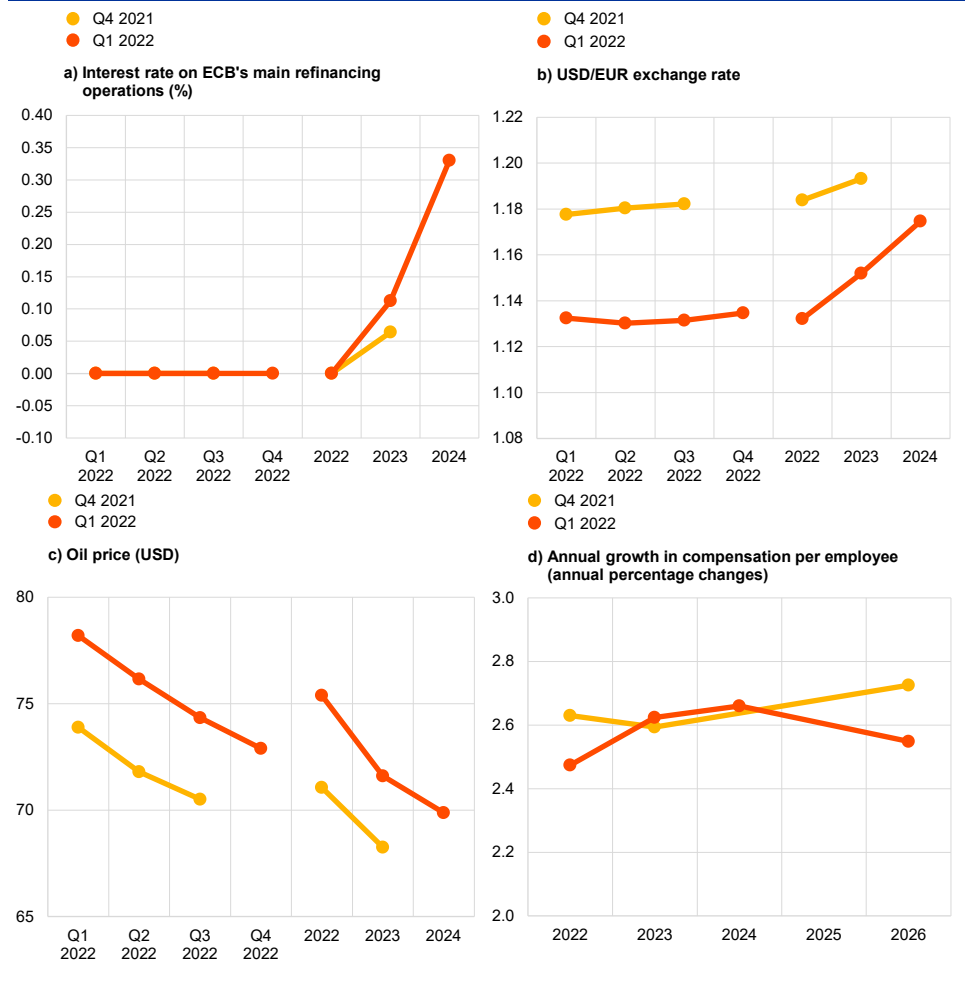 Q4 2021
Q1 2022
a) Interest rate on ECB's main refinancing
operations (%)
0.40
0.35
0.30
0.25
0.20
0.15
0.10
0.05
0.00
-0.05
-0.10
Q1 Q2 Q3 Q4 2022 2023 2024
2022 2022 2022 2022
Q4 2021
Q1 2022
b) USD/EUR exchange rate
1.22
1.20
1.18
1.16
1.14
1.12
1.10
1.08
Q1 Q2 Q3 Q4 2022 2023 2024
2022 2022 2022 2022
Q4 2021
Q1 2022
c) Oil price (USD)
80
75
70
65
Q1 Q2 Q3 Q4 2022 2023 2024
2022 2022 2022 2022
Q4 2021
Q1 2022
d) Annual growth in compensation per employee
(annual percentage changes)
3.0
2.8
2.6
2.4
2.2
2.0
2022 2023 2024 2025 2026